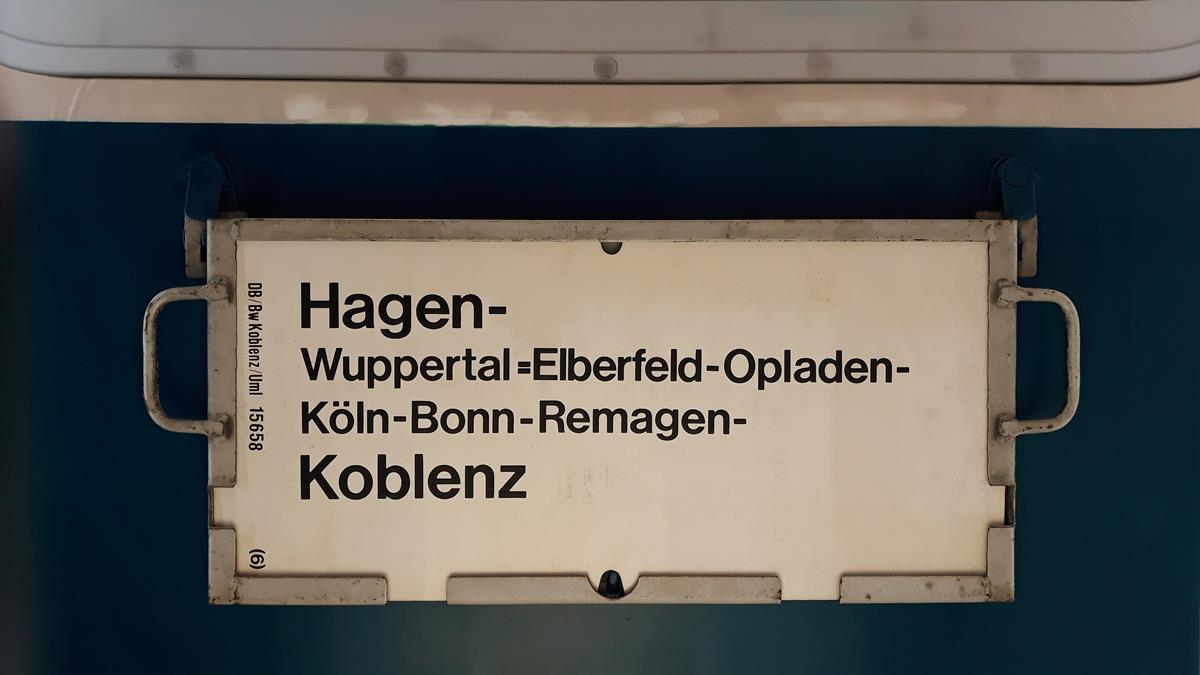 Hagen-
Wuppertal=Elberfeld-Opladen-
Köln-Bonn-Remagen-
Koblenz
DB/Bw Koblenz/Uml 15658
(6)